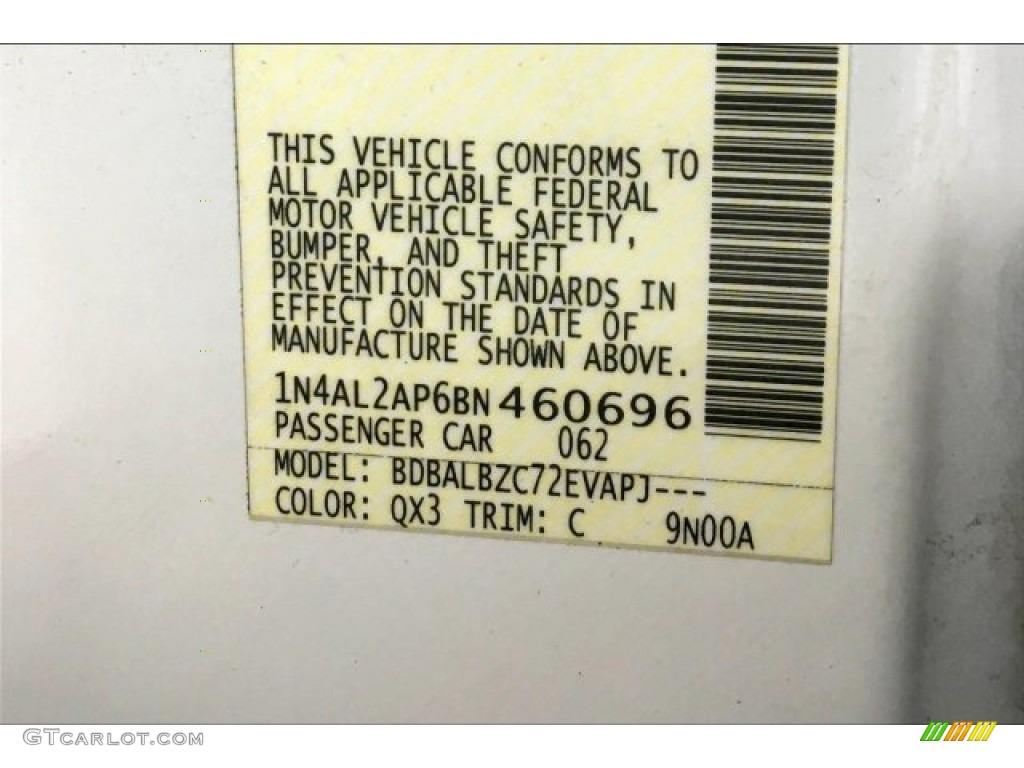 THIS VEHICLE CONFORMS TO
ALL APPLICABLE FEDERAL
MOTOR VEHICLE SAFETY,
BUMPER, AND THEFT
PREVENTION STANDARDS IN
EFFECT ON THE DATE OF
MANUFACTURE SHOWN ABOVE.
1N4AL2AP6BN460696
PASSENGER CAR 062
MODEL: BDBALBZC72EVAPJ---
COLOR: QX3 TRIM: C 9N00A
GTCARLOT.COM